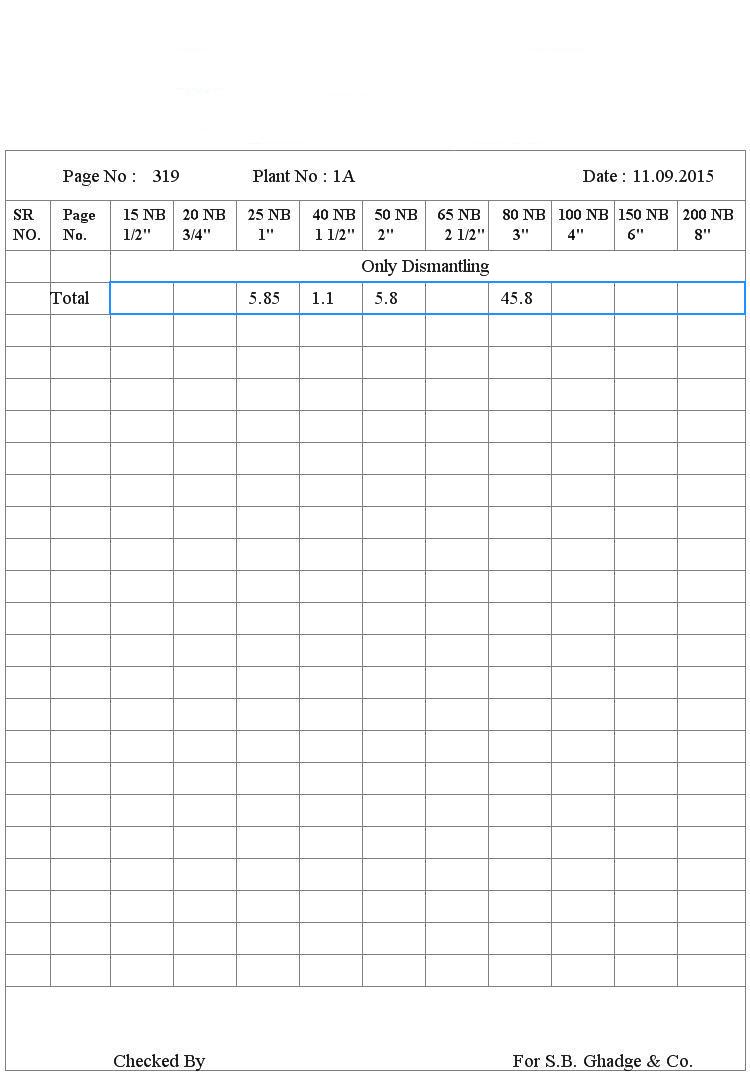 Page No : 319 Plant No : 1A Date : 11.09.2015
SR Page 15 NB 20 NB 25 NB 40 NB 50 NB 65 NB 80 NB 100 NB 150 NB 200 NB
NO. No. 1/2" 3/4" 1" 1 1/2" 2" 2 1/2" 3" 4" 6" 8"
Only Dismantling
Total 5.85 1.1 5.8 45.8
Checked By For S.B. Ghadge & Co.